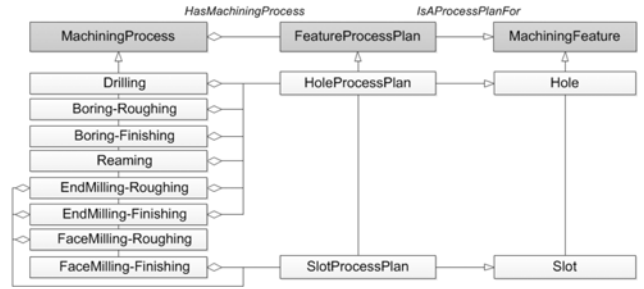 HasMachiningProcess IsAProcessPlanFor
MachiningProcess FeatureProcessPlan MachiningFeature
Drilling HoleProcessPlan Hole
Boring-Roughing
Boring-Finishing
Reaming
EndMilling-Roughing
EndMilling-Finishing
FaceMilling-Roughing
FaceMilling-Finishing SlotProcessPlan Slot